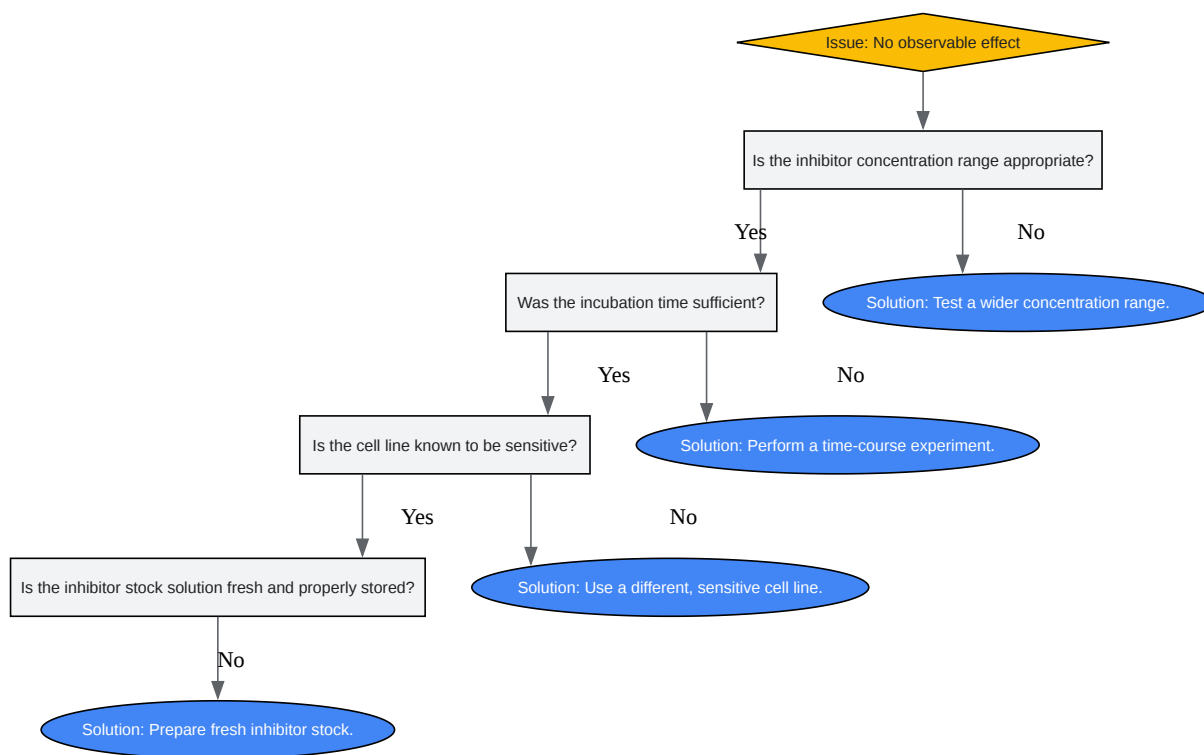 Issue: No observable effect
Is the inhibitor concentration range appropriate?
Yes
No
Was the incubation time sufficient?
Solution: Test a wider concentration range.
Yes
No
Is the cell line known to be sensitive?
Solution: Perform a time-course experiment.
Yes
No
Is the inhibitor stock solution fresh and properly stored?
Solution: Use a different, sensitive cell line.
No
Solution: Prepare fresh inhibitor stock.